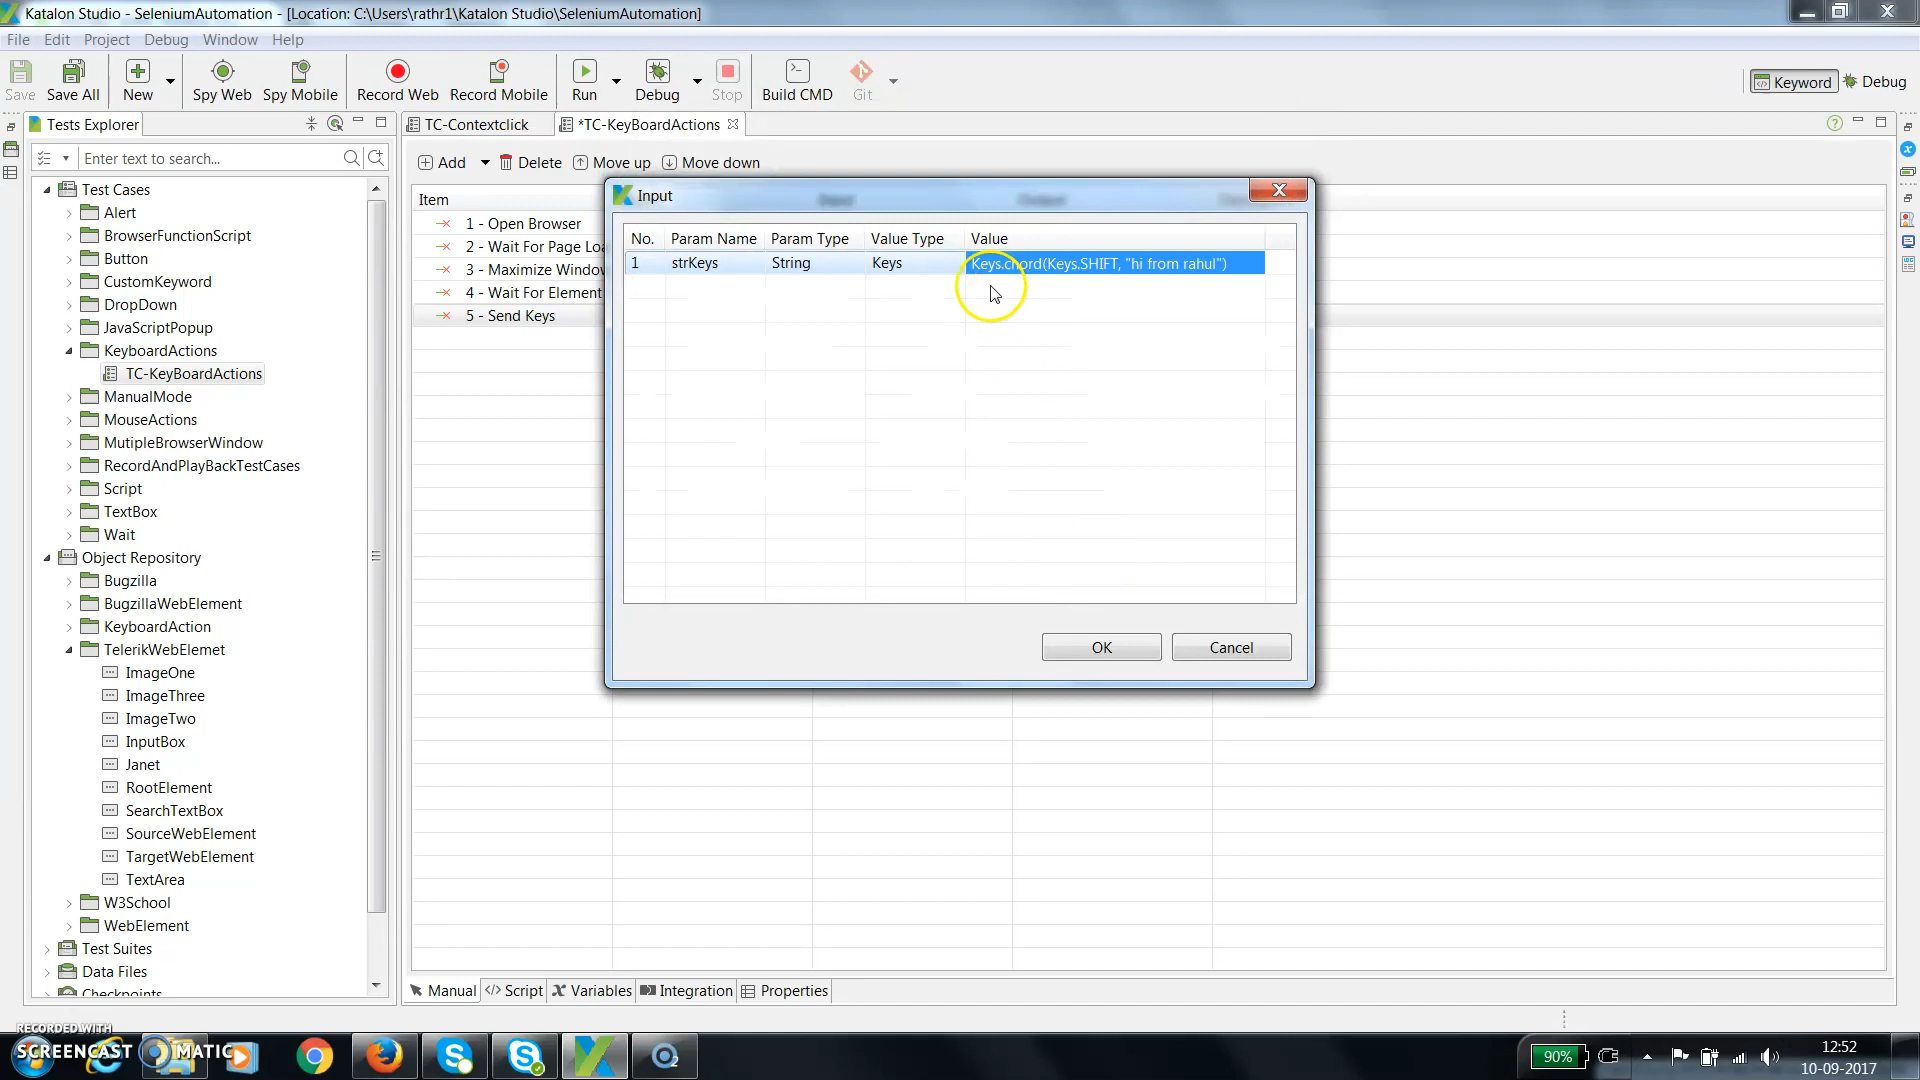 Katalon Studio - SeleniumAutomation - [Location: C:\Users\rathr1\Katalon Studio\SeleniumAutomation]
File Edit Project Debug Window Help
Save Save All New Spy Web Spy Mobile Record Web Record Mobile Run Debug Stop Build CMD Git Keyword Debug
Tests Explorer
TC-Contextclick *TC-KeyBoardActions
Enter text to search...
Add Delete Move up Move down
Item
1 - Open Browser
2 - Wait For Page Loa
3 - Maximize Window
4 - Wait For Element
5 - Send Keys
Input
No. Param Name Param Type Value Type Value
1 strKeys String Keys Keys.chord(Keys.SHIFT, "hi from rahul")
OK Cancel
Test Cases
Alert
BrowserFunctionScript
Button
CustomKeyword
DropDown
JavaScriptPopup
KeyboardActions
TC-KeyBoardActions
ManualMode
MouseActions
MutipleBrowserWindow
RecordAndPlayBackTestCases
Script
TextBox
Wait
Object Repository
Bugzilla
BugzillaWebElement
KeyboardAction
TelerikWebElemet
ImageOne
ImageThree
ImageTwo
InputBox
Janet
RootElement
SearchTextBox
SourceWebElement
TargetWebElement
TextArea
W3School
WebElement
Test Suites
Data Files
Checkpoints
Manual Script Variables Integration Properties
RECORDED WITH
SCREENCAST MATIC
90%
12:52
10-09-2017